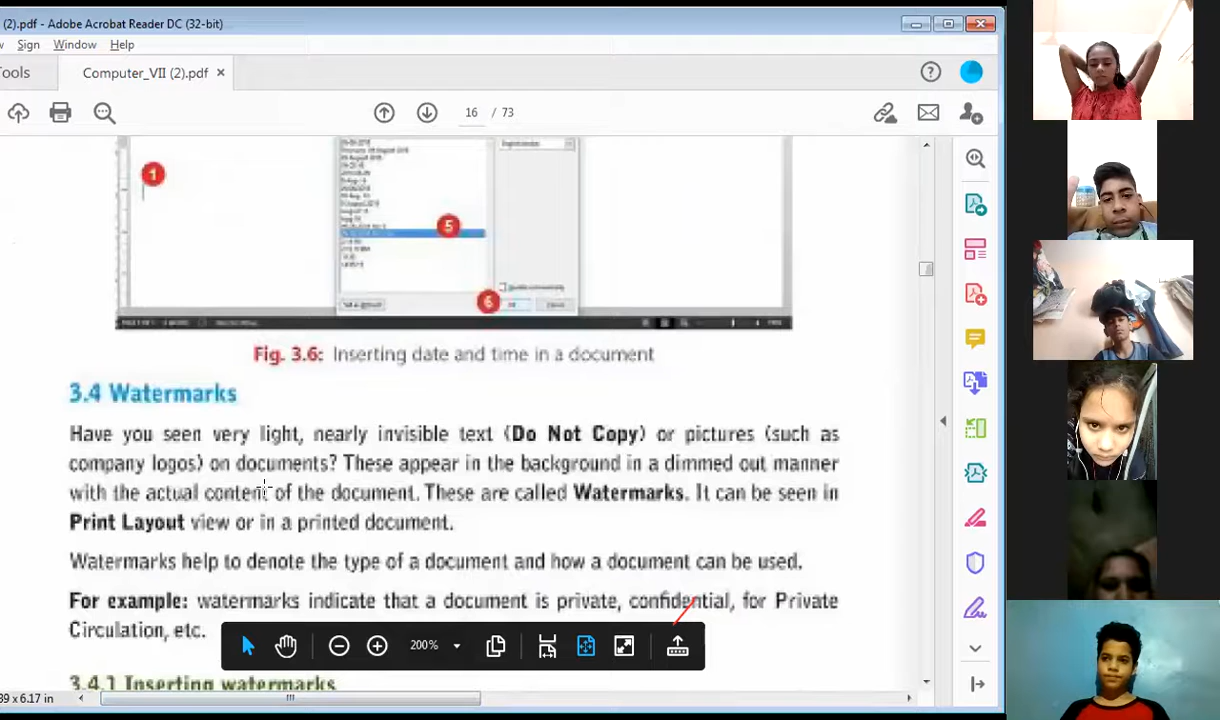 (2).pdf - Adobe Acrobat Reader DC (32-bit)
Sign Window Help
Computer_VII (2).pdf ×
16 / 73
1
5
6
Fig. 3.6: Inserting date and time in a document
3.4 Watermarks
Have you seen very light, nearly invisible text (Do Not Copy) or pictures (such as
company logos) on documents? These appear in the background in a dimmed out manner
with the actual content of the document. These are called Watermarks. It can be seen in
Print Layout view or in a printed document.
Watermarks help to denote the type of a document and how a document can be used.
For example: watermarks indicate that a document is private, confidential, for Private
Circulation, etc.
200%
3.4.1 Inserting watermarks
39 x 6.17 in